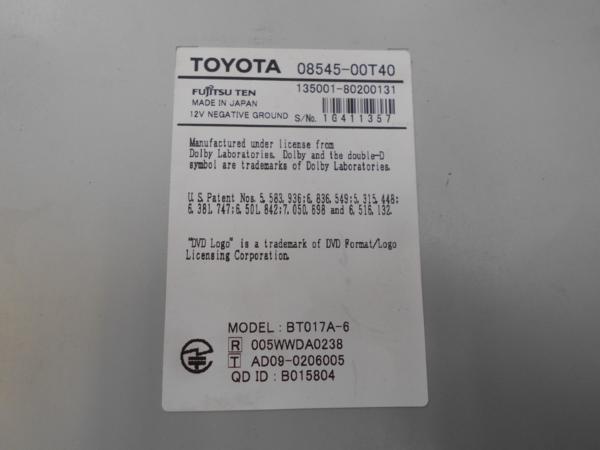 TOYOTA 08545-00T40
FUJITSU TEN 135001-80200131
MADE IN JAPAN
12V NEGATIVE GROUND S/No. 1G411357
Manufactured under license from
Dolby Laboratories. Dolby and the double-D
symbol are trademarks of Dolby Laboratories.
U.S.Patent Nos.5,583,936;6,836,549;5,315,448;
6,381,747;6,501,842;7,050,698 and 6,516,132.
"DVD Logo" is a trademark of DVD Format/Logo
Licensing Corporation.
MODEL : BT017A-6
R 005WWDA0238
T AD09-0206005
QD ID : B015804